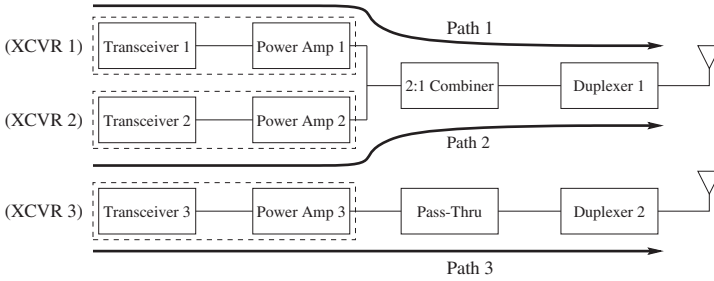 Path 1
(XCVR 1) Transceiver 1 Power Amp 1
2:1 Combiner Duplexer 1
(XCVR 2) Transceiver 2 Power Amp 2
Path 2
(XCVR 3) Transceiver 3 Power Amp 3 Pass-Thru Duplexer 2
Path 3